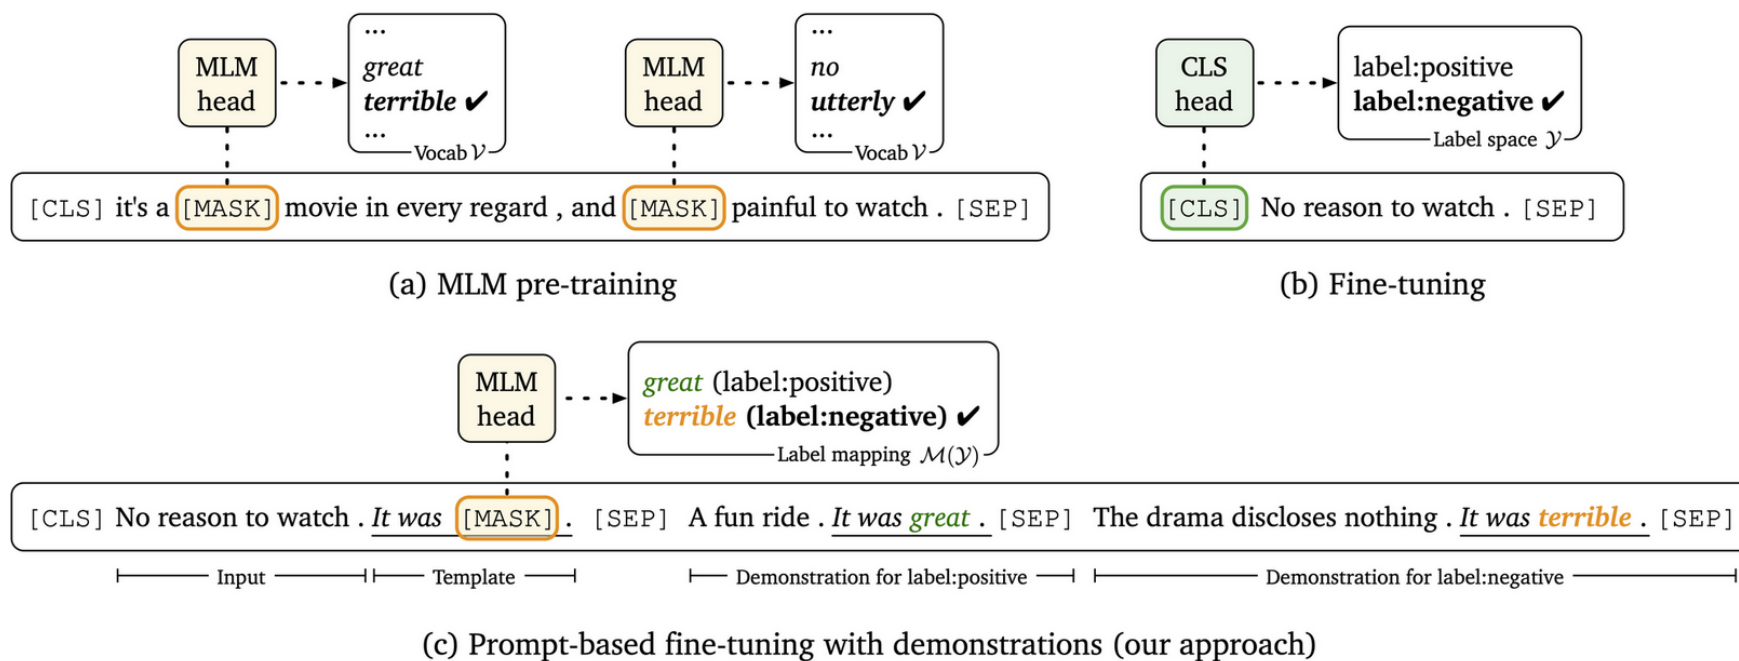 MLM
head
...
great
terrible ✔
...
Vocab 𝒱
MLM
head
...
no
utterly ✔
...
Vocab 𝒱
[CLS] it's a [MASK] movie in every regard , and [MASK] painful to watch . [SEP]
(a) MLM pre-training
CLS
head
label:positive
label:negative ✔
Label space 𝒴
[CLS] No reason to watch . [SEP]
(b) Fine-tuning
MLM
head
great (label:positive)
terrible (label:negative) ✔
Label mapping ℳ(𝒴)
[CLS] No reason to watch . It was [MASK] . [SEP] A fun ride . It was great . [SEP] The drama discloses nothing . It was terrible . [SEP]
Input Template Demonstration for label:positive Demonstration for label:negative
(c) Prompt-based fine-tuning with demonstrations (our approach)